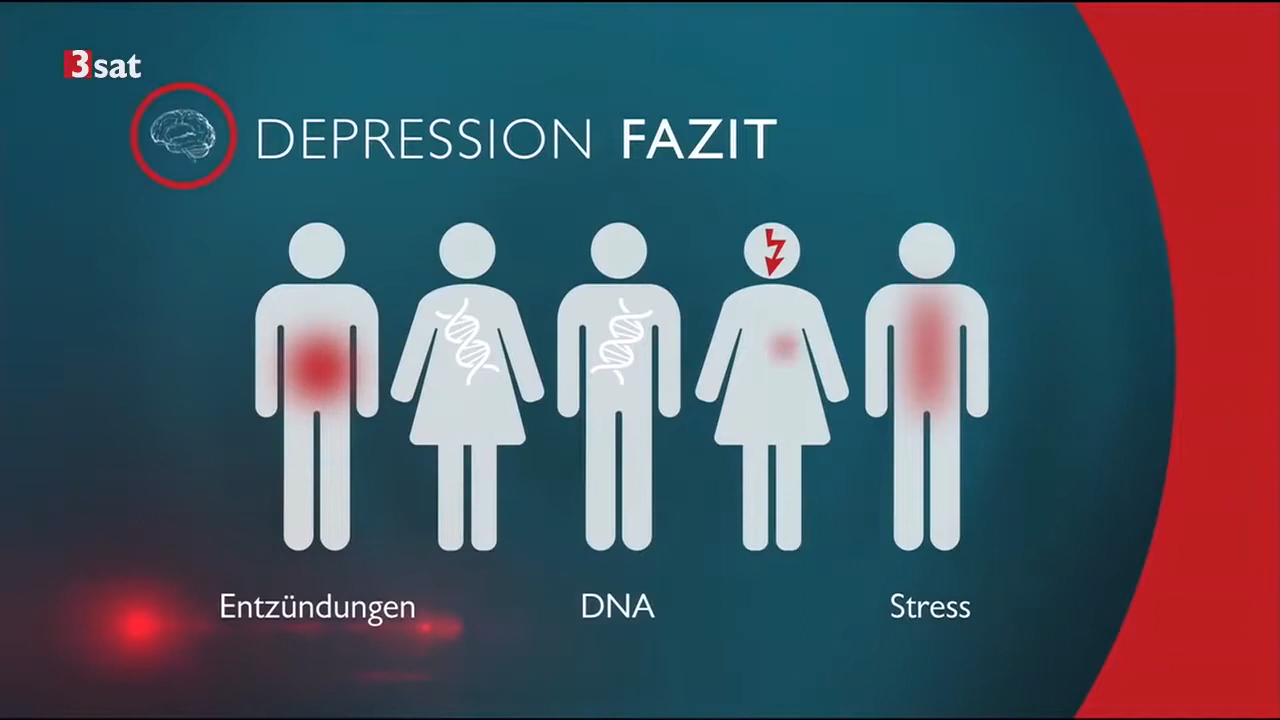 3sat
DEPRESSION FAZIT
Entzündungen
DNA
Stress